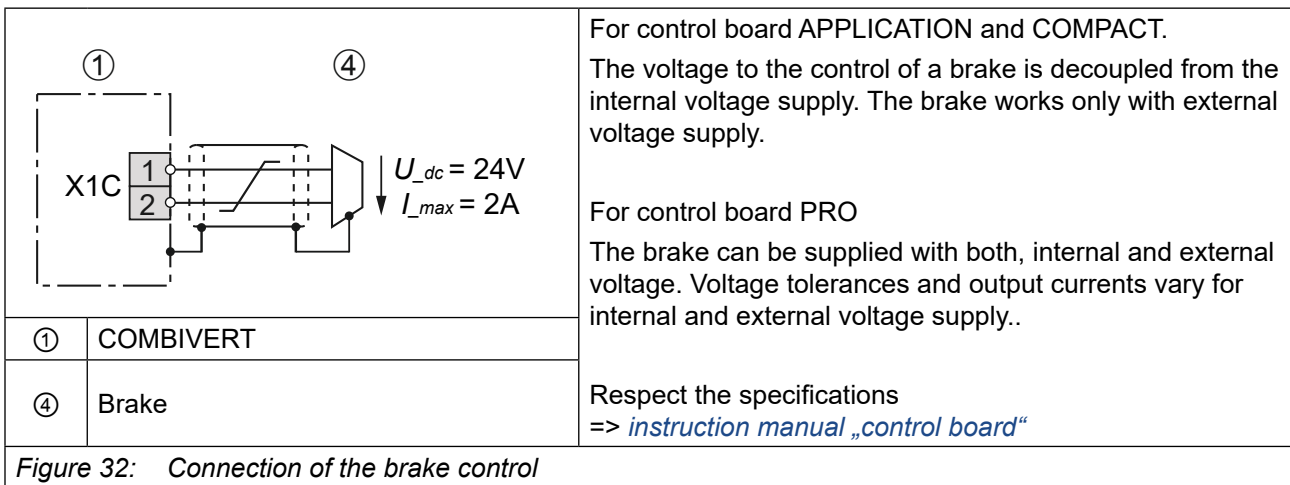 ① ④
X1C
1
2
U_dc = 24V
I_max = 2A
① COMBIVERT
④ Brake
For control board APPLICATION and COMPACT.
The voltage to the control of a brake is decoupled from the
internal voltage supply. The brake works only with external
voltage supply.
For control board PRO
The brake can be supplied with both, internal and external
voltage. Voltage tolerances and output currents vary for
internal and external voltage supply..
Respect the specifications
=> instruction manual „control board“
Figure 32: Connection of the brake control